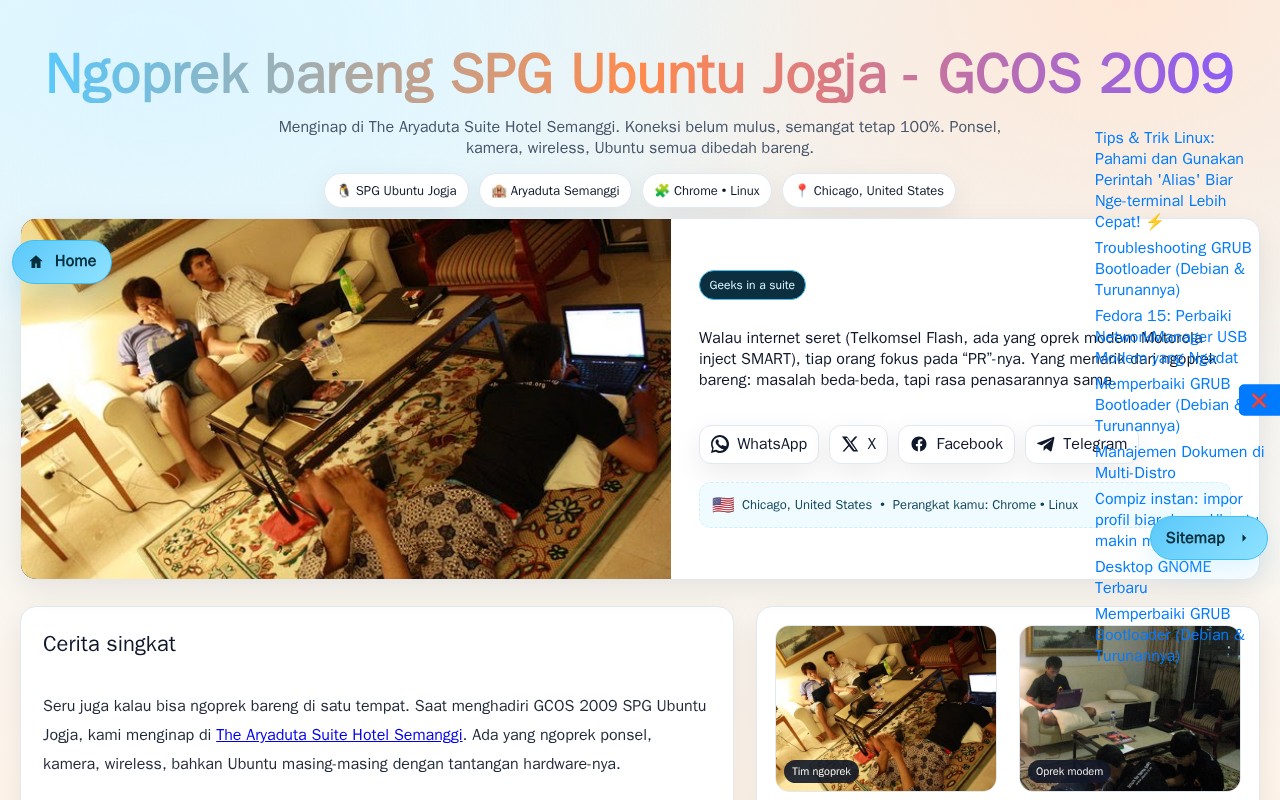 Ngoprek bareng SPG Ubuntu Jogja - GCOS 2009
Menginap di The Aryaduta Suite Hotel Semanggi. Koneksi belum mulus, semangat tetap 100%. Ponsel,
kamera, wireless, Ubuntu semua dibedah bareng.
🐧 SPG Ubuntu Jogja
🏨 Aryaduta Semanggi
🧩 Chrome • Linux
📍 Chicago, United States
Home
Geeks in a suite
Walau internet seret (Telkomsel Flash, ada yang oprek modem Motorola
inject SMART), tiap orang fokus pada “PR”-nya. Yang menarik dari ngoprek
bareng: masalah beda-beda, tapi rasa penasarannya sama.
WhatsApp
X
Facebook
Telegram
🇺🇸 Chicago, United States • Perangkat kamu: Chrome • Linux
Tips & Trik Linux:
Pahami dan Gunakan
Perintah 'Alias' Biar
Nge-terminal Lebih
Cepat! ⚡
Troubleshooting GRUB
Bootloader (Debian &
Turunannya)
Fedora 15: Perbaiki
NetworkManager USB
Modem yang Ngadat
Memperbaiki GRUB
Bootloader (Debian &
Turunannya)
Manajemen Dokumen di
Multi-Distro
Compiz instan: impor
profil biar
makin
Desktop GNOME
Terbaru
Memperbaiki GRUB
Bootloader (Debian &
Turunannya)
Sitemap
Cerita singkat
Seru juga kalau bisa ngoprek bareng di satu tempat. Saat menghadiri GCOS 2009 SPG Ubuntu
Jogja, kami menginap di The Aryaduta Suite Hotel Semanggi. Ada yang ngoprek ponsel,
kamera, wireless, bahkan Ubuntu masing-masing dengan tantangan hardware-nya.
Tim ngoprek
Oprek modem